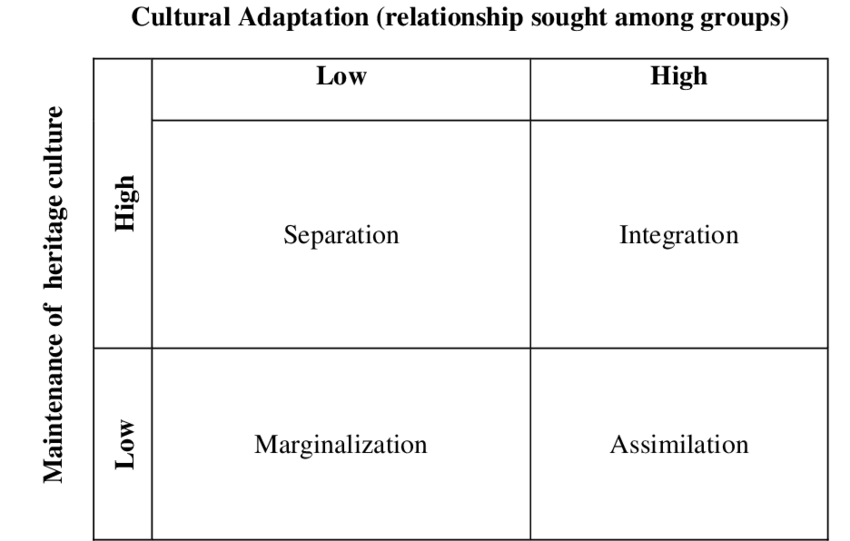 Cultural Adaptation (relationship sought among groups)
Low
High
Maintenance of heritage culture
High
Separation
Integration
Low
Marginalization
Assimilation